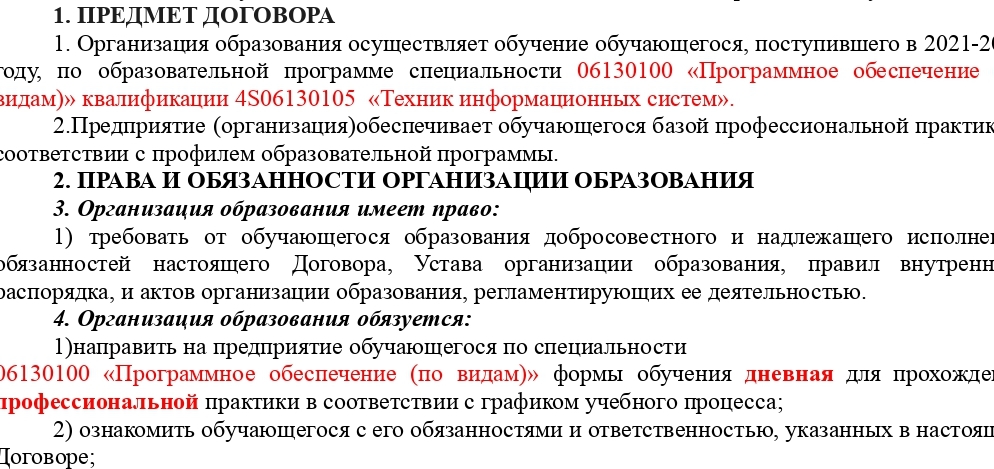 1. ПРЕДМЕТ ДОГОВОРА
1. Организация образования осуществляет обучение обучающегося, поступившего в 2021-20
году, по образовательной программе специальности 06130100 «Программное обеспечение
видам)» квалификации 4S06130105 «Техник информационных систем».
2.Предприятие (организация)обеспечивает обучающегося базой профессиональной практик
соответствии с профилем образовательной программы.
2. ПРАВА И ОБЯЗАННОСТИ ОРГАНИЗАЦИИ ОБРАЗОВАНИЯ
3. Организация образования имеет право:
1) требовать от обучающегося образования добросовестного и надлежащего исполнен
обязанностей настоящего Договора, Устава организации образования, правил внутренн
распорядка, и актов организации образования, регламентирующих ее деятельностью.
4. Организация образования обязуется:
1)направить на предприятие обучающегося по специальности
06130100 «Программное обеспечение (по видам)» формы обучения дневная для прохожден
профессиональной практики в соответствии с графиком учебного процесса;
2) ознакомить обучающегося с его обязанностями и ответственностью, указанных в настоящ
Договоре;